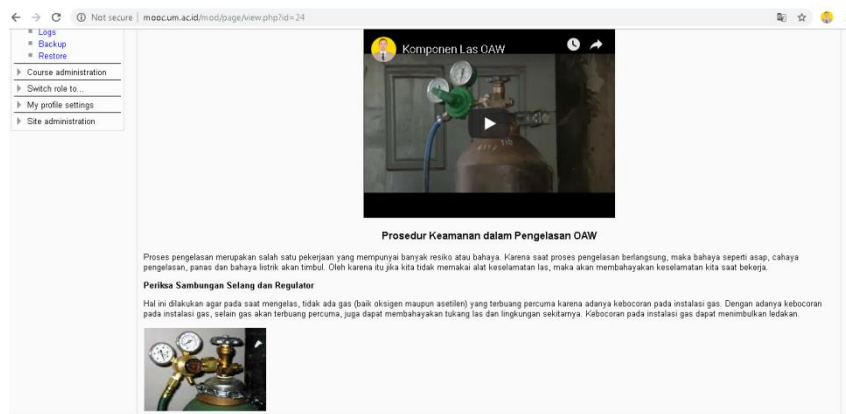 Not secure | mooc.um.ac.id/mod/page/view.php?id=24
Logs
Backup
Restore
Course administration
Switch role to...
My profile settings
Site administration
Komponen Las OAW
Prosedur Keamanan dalam Pengelasan OAW
Proses pengelasan merupakan salah satu pekerjaan yang mempunyai banyak resiko atau bahaya. Karena saat proses pengelasan berlangsung, maka bahaya seperti asap, cahaya
pengelasan, panas dan bahaya listrik akan timbul. Oleh karena itu jika kita tidak memakai alat keselamatan las, maka akan membahayakan keselamatan kita saat bekerja.
Periksa Sambungan Selang dan Regulator
Hal ini dilakukan agar pada saat mengelas, tidak ada gas (baik oksigen maupun asetilen) yang terbuang percuma karena adanya kebocoran pada instalasi gas. Dengan adanya kebocoran
pada instalasi gas, selain gas akan terbuang percuma, juga dapat membahayakan tukang las dan lingkungan sekitarnya. Kebocoran pada instalasi gas dapat menimbulkan ledakan.